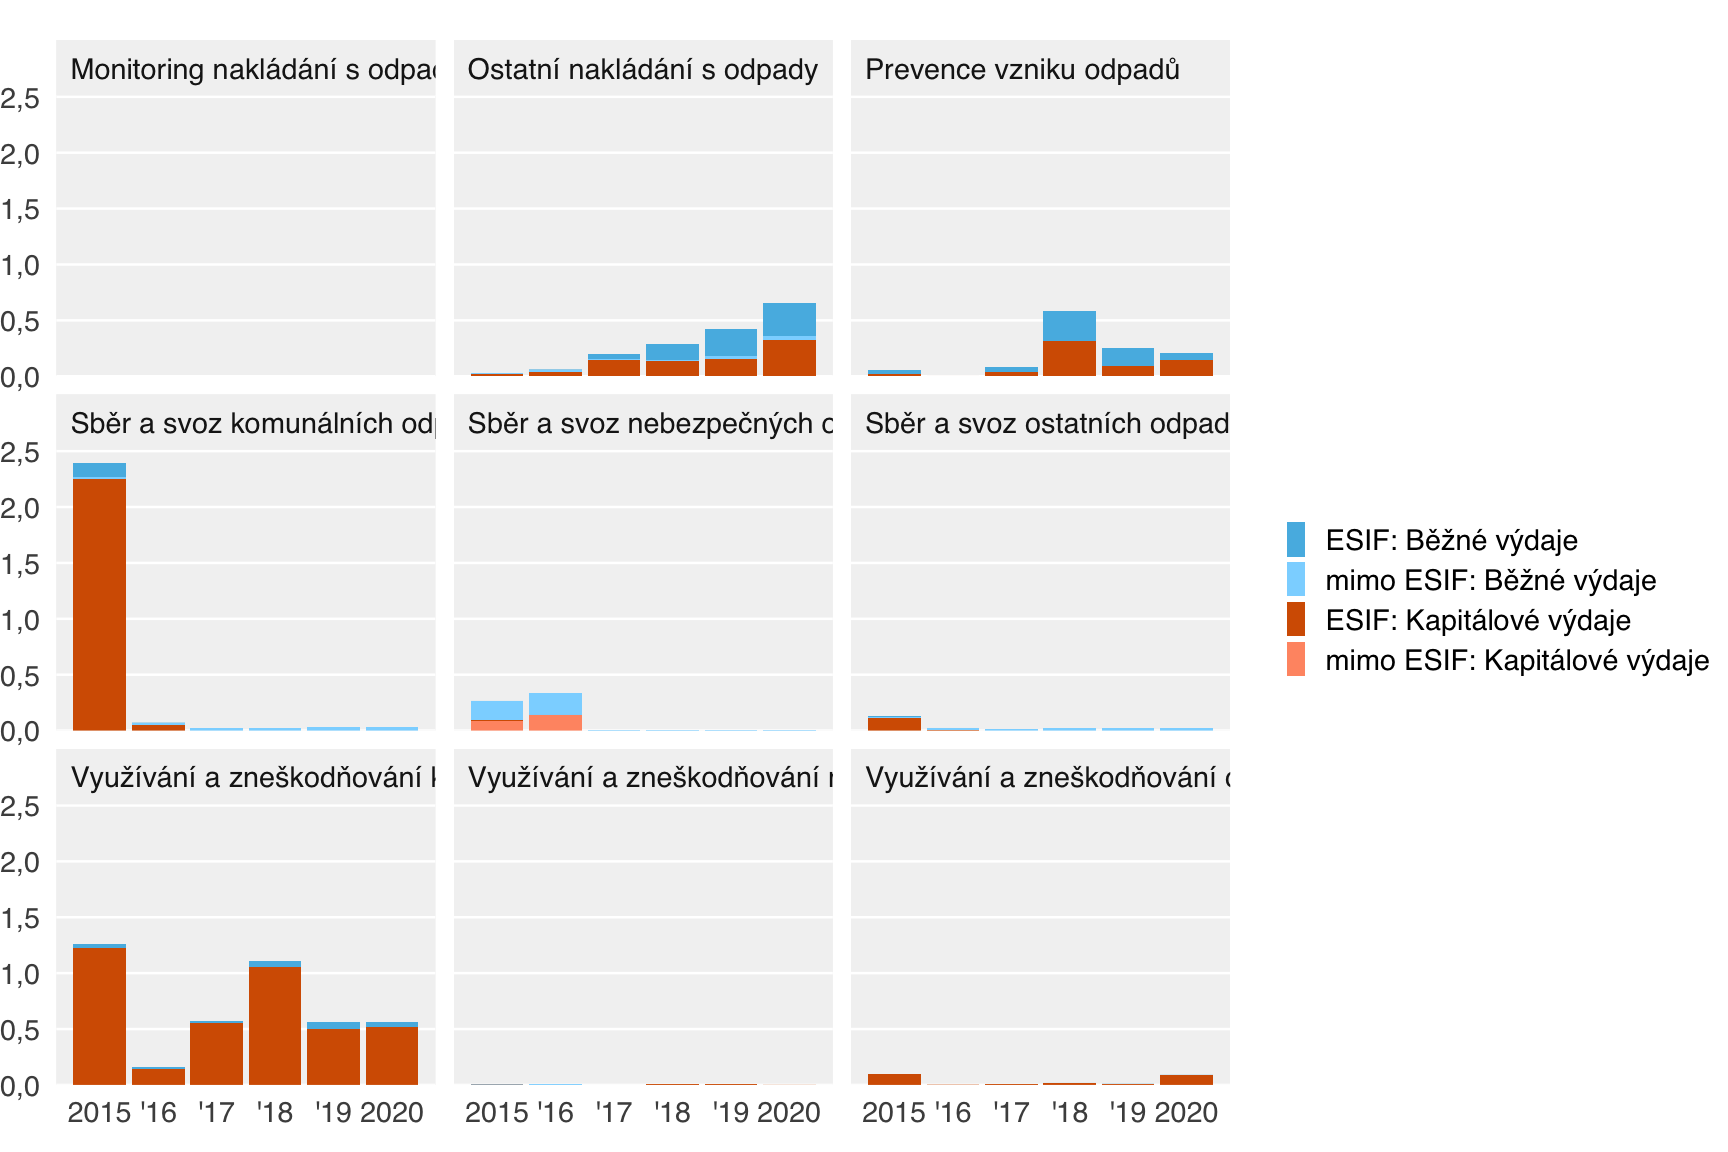 Monitoring nakládání s
Ostatní nakládání s odpady
Prevence vzniku odpadů
2,5
2,0
1,5
1,0
0,5
0,0
Sběr a svoz komunálních
Sběr a svoz nebezpečných
Sběr a svoz ostatních odpad
2,5
2,0
1,5
1,0
0,5
0,0
Využívání a zneškodňování
Využívání a zneškodňování
Využívání a zneškodňování
2,5
2,0
1,5
1,0
0,5
0,0
2015 '16 '17 '18 '19 2020
2015 '16 '17 '18 '19 2020
2015 '16 '17 '18 '19 2020
ESIF: Běžné výdaje
mimo ESIF: Běžné výdaje
ESIF: Kapitálové výdaje
mimo ESIF: Kapitálové výdaje